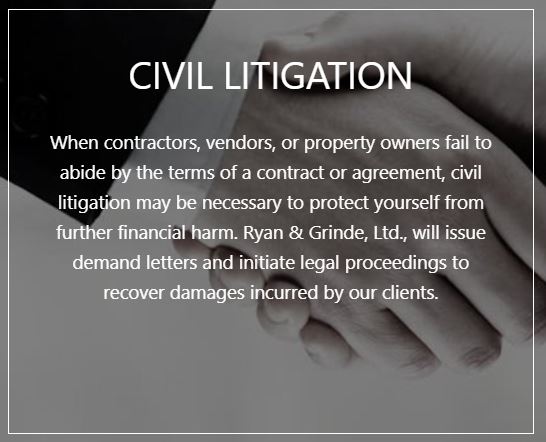 CIVIL LITIGATION
When contractors, vendors, or property owners fail to
abide by the terms of a contract or agreement, civil
litigation may be necessary to protect yourself from
further financial harm. Ryan & Grinde, Ltd., will issue
demand letters and initiate legal proceedings to
recover damages incurred by our clients.